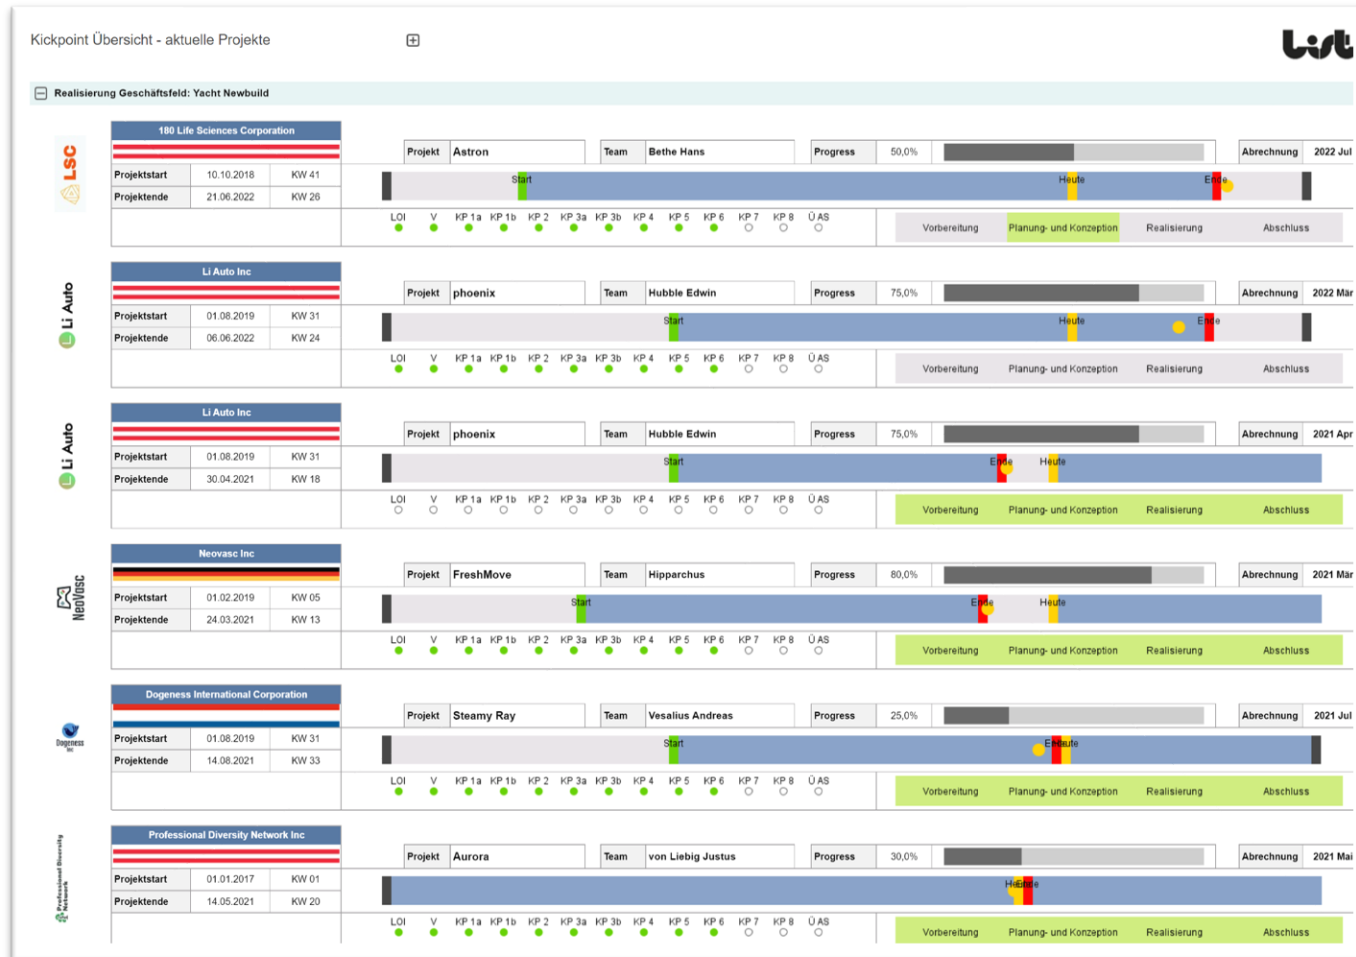 Kickpoint Übersicht - aktuelle Projekte
List
Realisierung Geschäftsfeld: Yacht Newbuild
LSC
180 Life Sciences Corporation
Projekt Astron Team Bethe Hans Progress 50,0% Abrechnung 2022 Jul
Projektstart 10.10.2018 KW 41
Start Heute Ende
Projektende 21.06.2022 KW 26
LOI V KP 1a KP 1b KP 2 KP 3a KP 3b KP 4 KP 5 KP 6 KP 7 KP 8 Ü AS
Vorbereitung Planung- und Konzeption Realisierung Abschluss
Li Auto
Li Auto Inc
Projekt phoenix Team Hubble Edwin Progress 75,0% Abrechnung 2022 Mär
Projektstart 01.08.2019 KW 31
Start Heute Ende
Projektende 06.06.2022 KW 24
LOI V KP 1a KP 1b KP 2 KP 3a KP 3b KP 4 KP 5 KP 6 KP 7 KP 8 Ü AS
Vorbereitung Planung- und Konzeption Realisierung Abschluss
Li Auto
Li Auto Inc
Projekt phoenix Team Hubble Edwin Progress 75,0% Abrechnung 2021 Apr
Projektstart 01.08.2019 KW 31
Start Ende Heute
Projektende 30.04.2021 KW 18
LOI V KP 1a KP 1b KP 2 KP 3a KP 3b KP 4 KP 5 KP 6 KP 7 KP 8 Ü AS
Vorbereitung Planung- und Konzeption Realisierung Abschluss
NeoVasc
Neovasc Inc
Projekt FreshMove Team Hipparchus Progress 80,0% Abrechnung 2021 Mär
Projektstart 01.02.2019 KW 05
Start Ende Heute
Projektende 24.03.2021 KW 13
LOI V KP 1a KP 1b KP 2 KP 3a KP 3b KP 4 KP 5 KP 6 KP 7 KP 8 Ü AS
Vorbereitung Planung- und Konzeption Realisierung Abschluss
Dogeness
Inc
Dogeness International Corporation
Projekt Steamy Ray Team Vesalius Andreas Progress 25,0% Abrechnung 2021 Jul
Projektstart 01.08.2019 KW 31
Start Ende Heute
Projektende 14.08.2021 KW 33
LOI V KP 1a KP 1b KP 2 KP 3a KP 3b KP 4 KP 5 KP 6 KP 7 KP 8 Ü AS
Vorbereitung Planung- und Konzeption Realisierung Abschluss
Professional Diversity
Network
Professional Diversity Network Inc
Projekt Aurora Team von Liebig Justus Progress 30,0% Abrechnung 2021 Mai
Projektstart 01.01.2017 KW 01
Heute Ende
Projektende 14.05.2021 KW 20
LOI V KP 1a KP 1b KP 2 KP 3a KP 3b KP 4 KP 5 KP 6 KP 7 KP 8 Ü AS
Vorbereitung Planung- und Konzeption Realisierung Abschluss